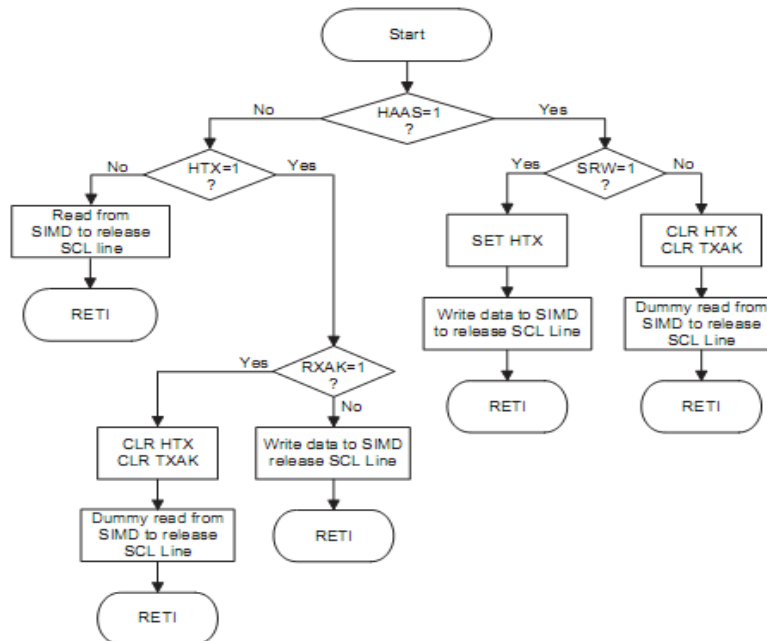 Start
No
HAAS=1
?
Yes
No
HTX=1
?
Yes
Yes
SRW=1
?
No
Read from
SIMD to release
SCL line
SET HTX
CLR HTX
CLR TXAK
RETI
Write data to SIMD
to release SCL Line
Dummy read from
SIMD to release
SCL Line
Yes
RXAK=1
?
No
RETI
RETI
CLR HTX
CLR TXAK
Write data to SIMD
release SCL Line
Dummy read from
SIMD to release
SCL Line
RETI
RETI